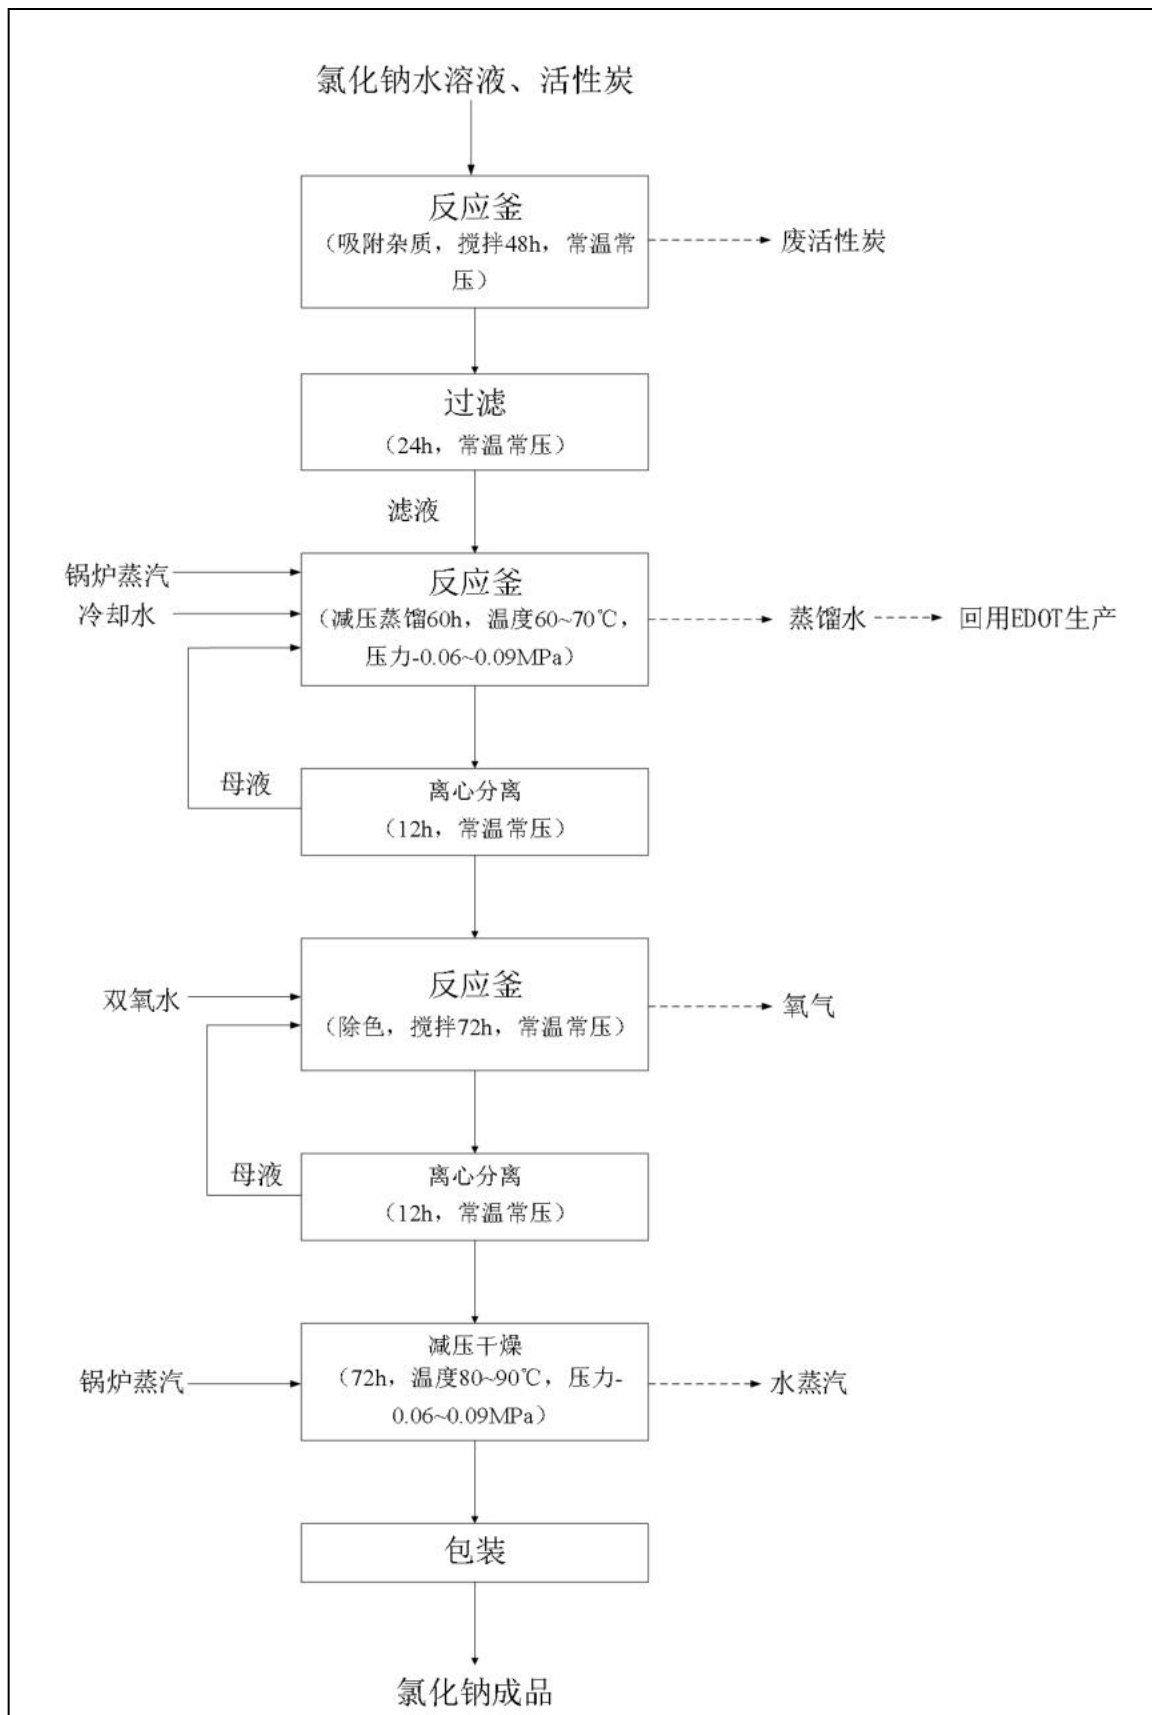 氯化钠水溶液、活性炭
反应釜
（吸附杂质，搅拌48h，常温常
压）
废活性炭
过滤
（24h，常温常压）
滤液
锅炉蒸汽
冷却水
反应釜
（减压蒸馏60h，温度60~70℃，
压力-0.06~0.09MPa）
蒸馏水
回用EDOT生产
母液
离心分离
（12h，常温常压）
双氧水
反应釜
（除色，搅拌72h，常温常压）
氧气
母液
离心分离
（12h，常温常压）
锅炉蒸汽
减压干燥
（72h，温度80~90℃，压力-
0.06~0.09MPa）
水蒸汽
包装
氯化钠成品